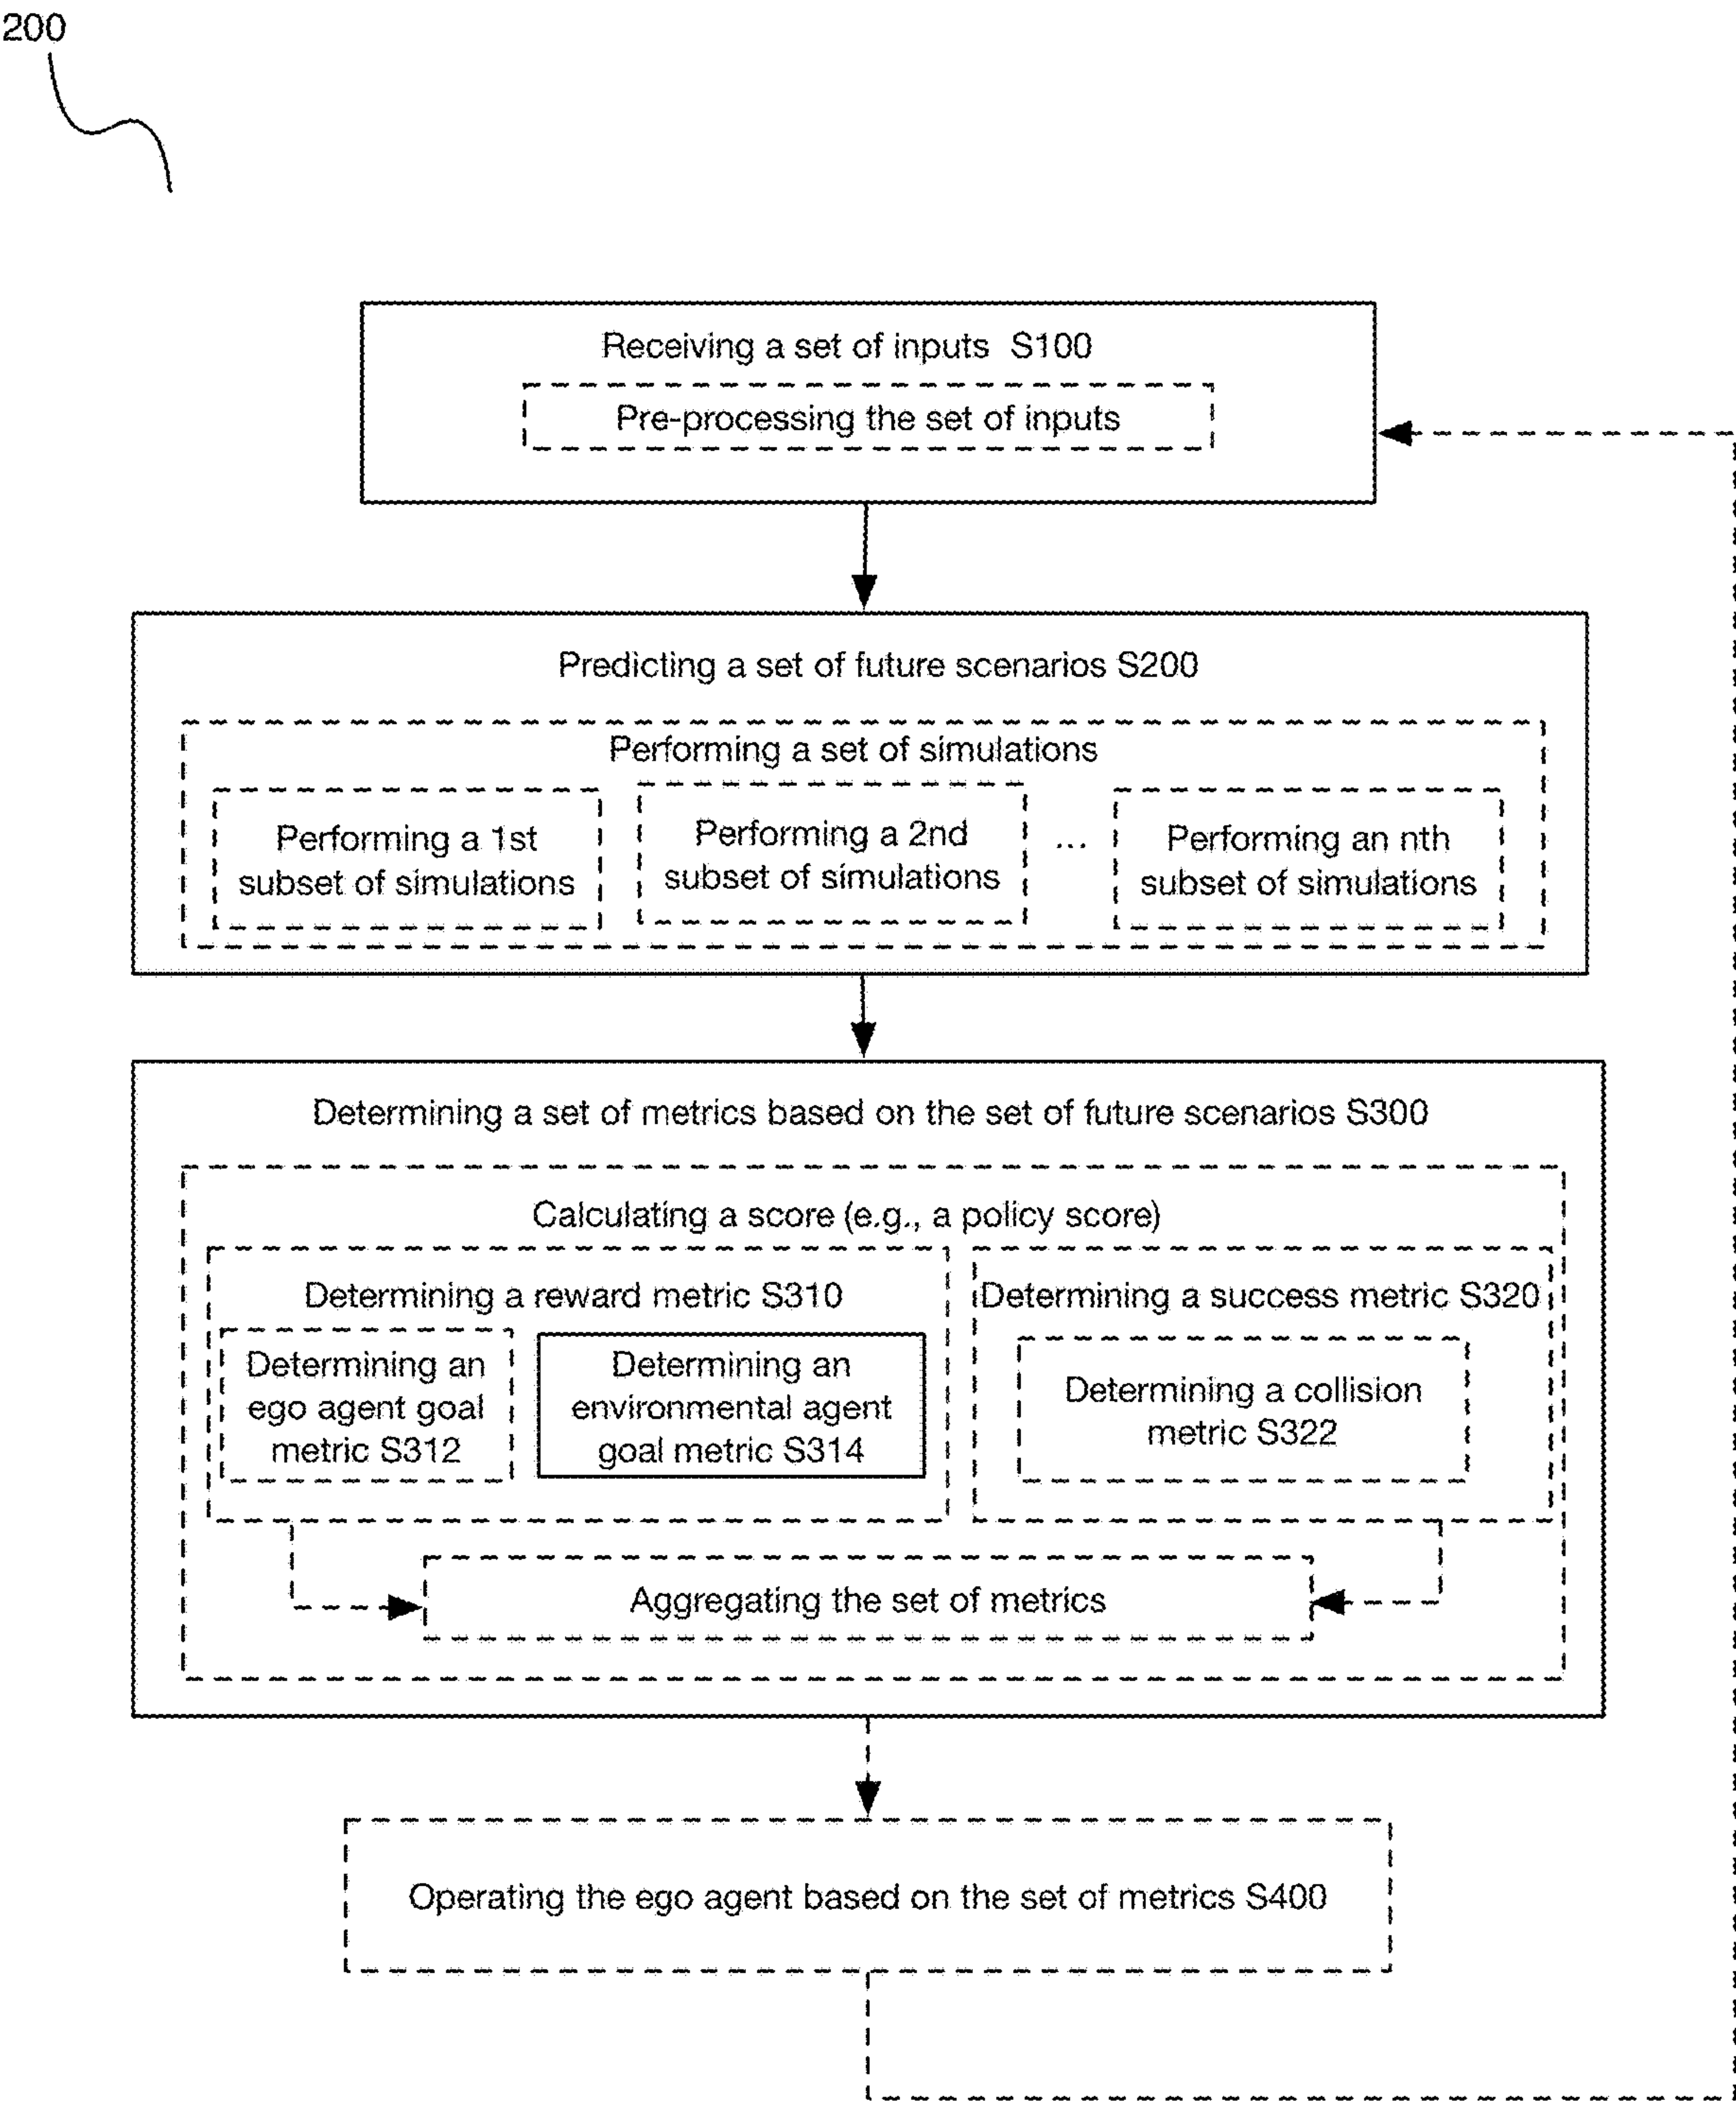 200
Receiving a set of inputs S100
Pre-processing the set of inputs
Predicting a set of future scenarios S200
Performing a set of simulations
Performing a 1st
subset of simulations
Performing a 2nd
subset of simulations
...
Performing an nth
subset of simulations
Determining a set of metrics based on the set of future scenarios S300
Calculating a score (e.g., a policy score)
Determining a reward metric S310
Determining an
ego agent goal
metric S312
Determining an
environmental agent
goal metric S314
Determining a success metric S320
Determining a collision
metric S322
Aggregating the set of metrics
Operating the ego agent based on the set of metrics S400